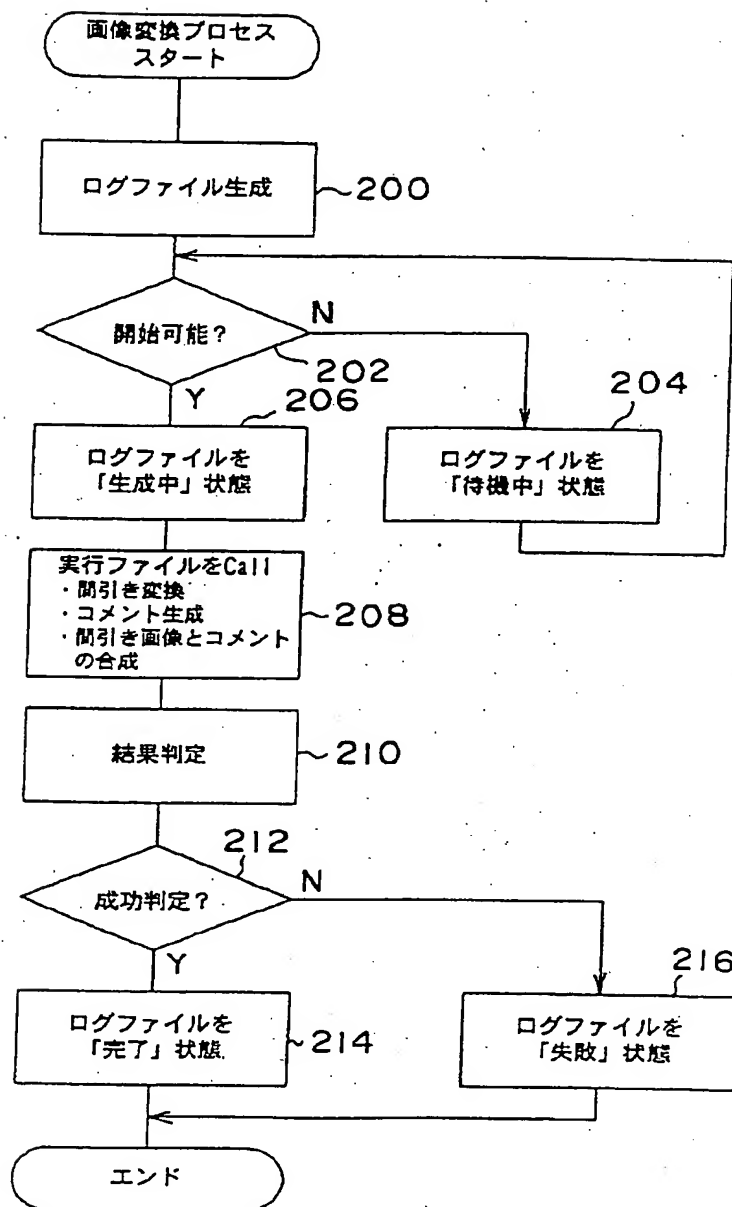 画像変換プロセス
スタート
ログファイル生成
200
開始可能?
N
202
Y
206
204
ログファイルを
「生成中」状態
ログファイルを
「待機中」状態
実行ファイルをCall
・間引き変換
・コメント生成
・間引き画像とコメント
の合成
208
結果判定
210
212
成功判定?
N
Y
216
ログファイルを
「完了」状態
214
ログファイルを
「失敗」状態
エンド